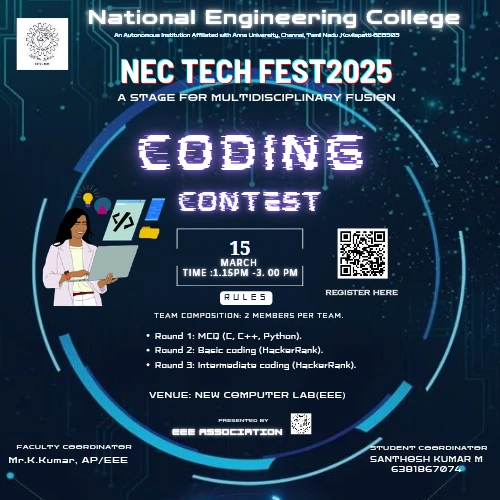 National Engineering College
An Autonomous Institution Affiliated with Anna University, Chennai, Tamil Nadu ,Kovilapatti-628503
NEC TECH FEST2025
A STAGE FOR MULTIDISCIPLINARY FUSION
CODING
CONTEST
</>
15
MARCH
TIME :1.15PM -3. 00 PM
REGISTER HERE
RULES
TEAM COMPOSITION: 2 MEMBERS PER TEAM.
• Round 1: MCQ (C, C++, Python).
• Round 2: Basic coding (HackerRank).
• Round 3: Intermediate coding (HackerRank).
VENUE: NEW COMPUTER LAB(EEE)
PRESENTED BY
EEE ASSOCIATION
FACULTY COORDINATOR
Mr.K.Kumar, AP/EEE
STUDENT COORDINATOR
SANTHOSH KUMAR M
6381867074